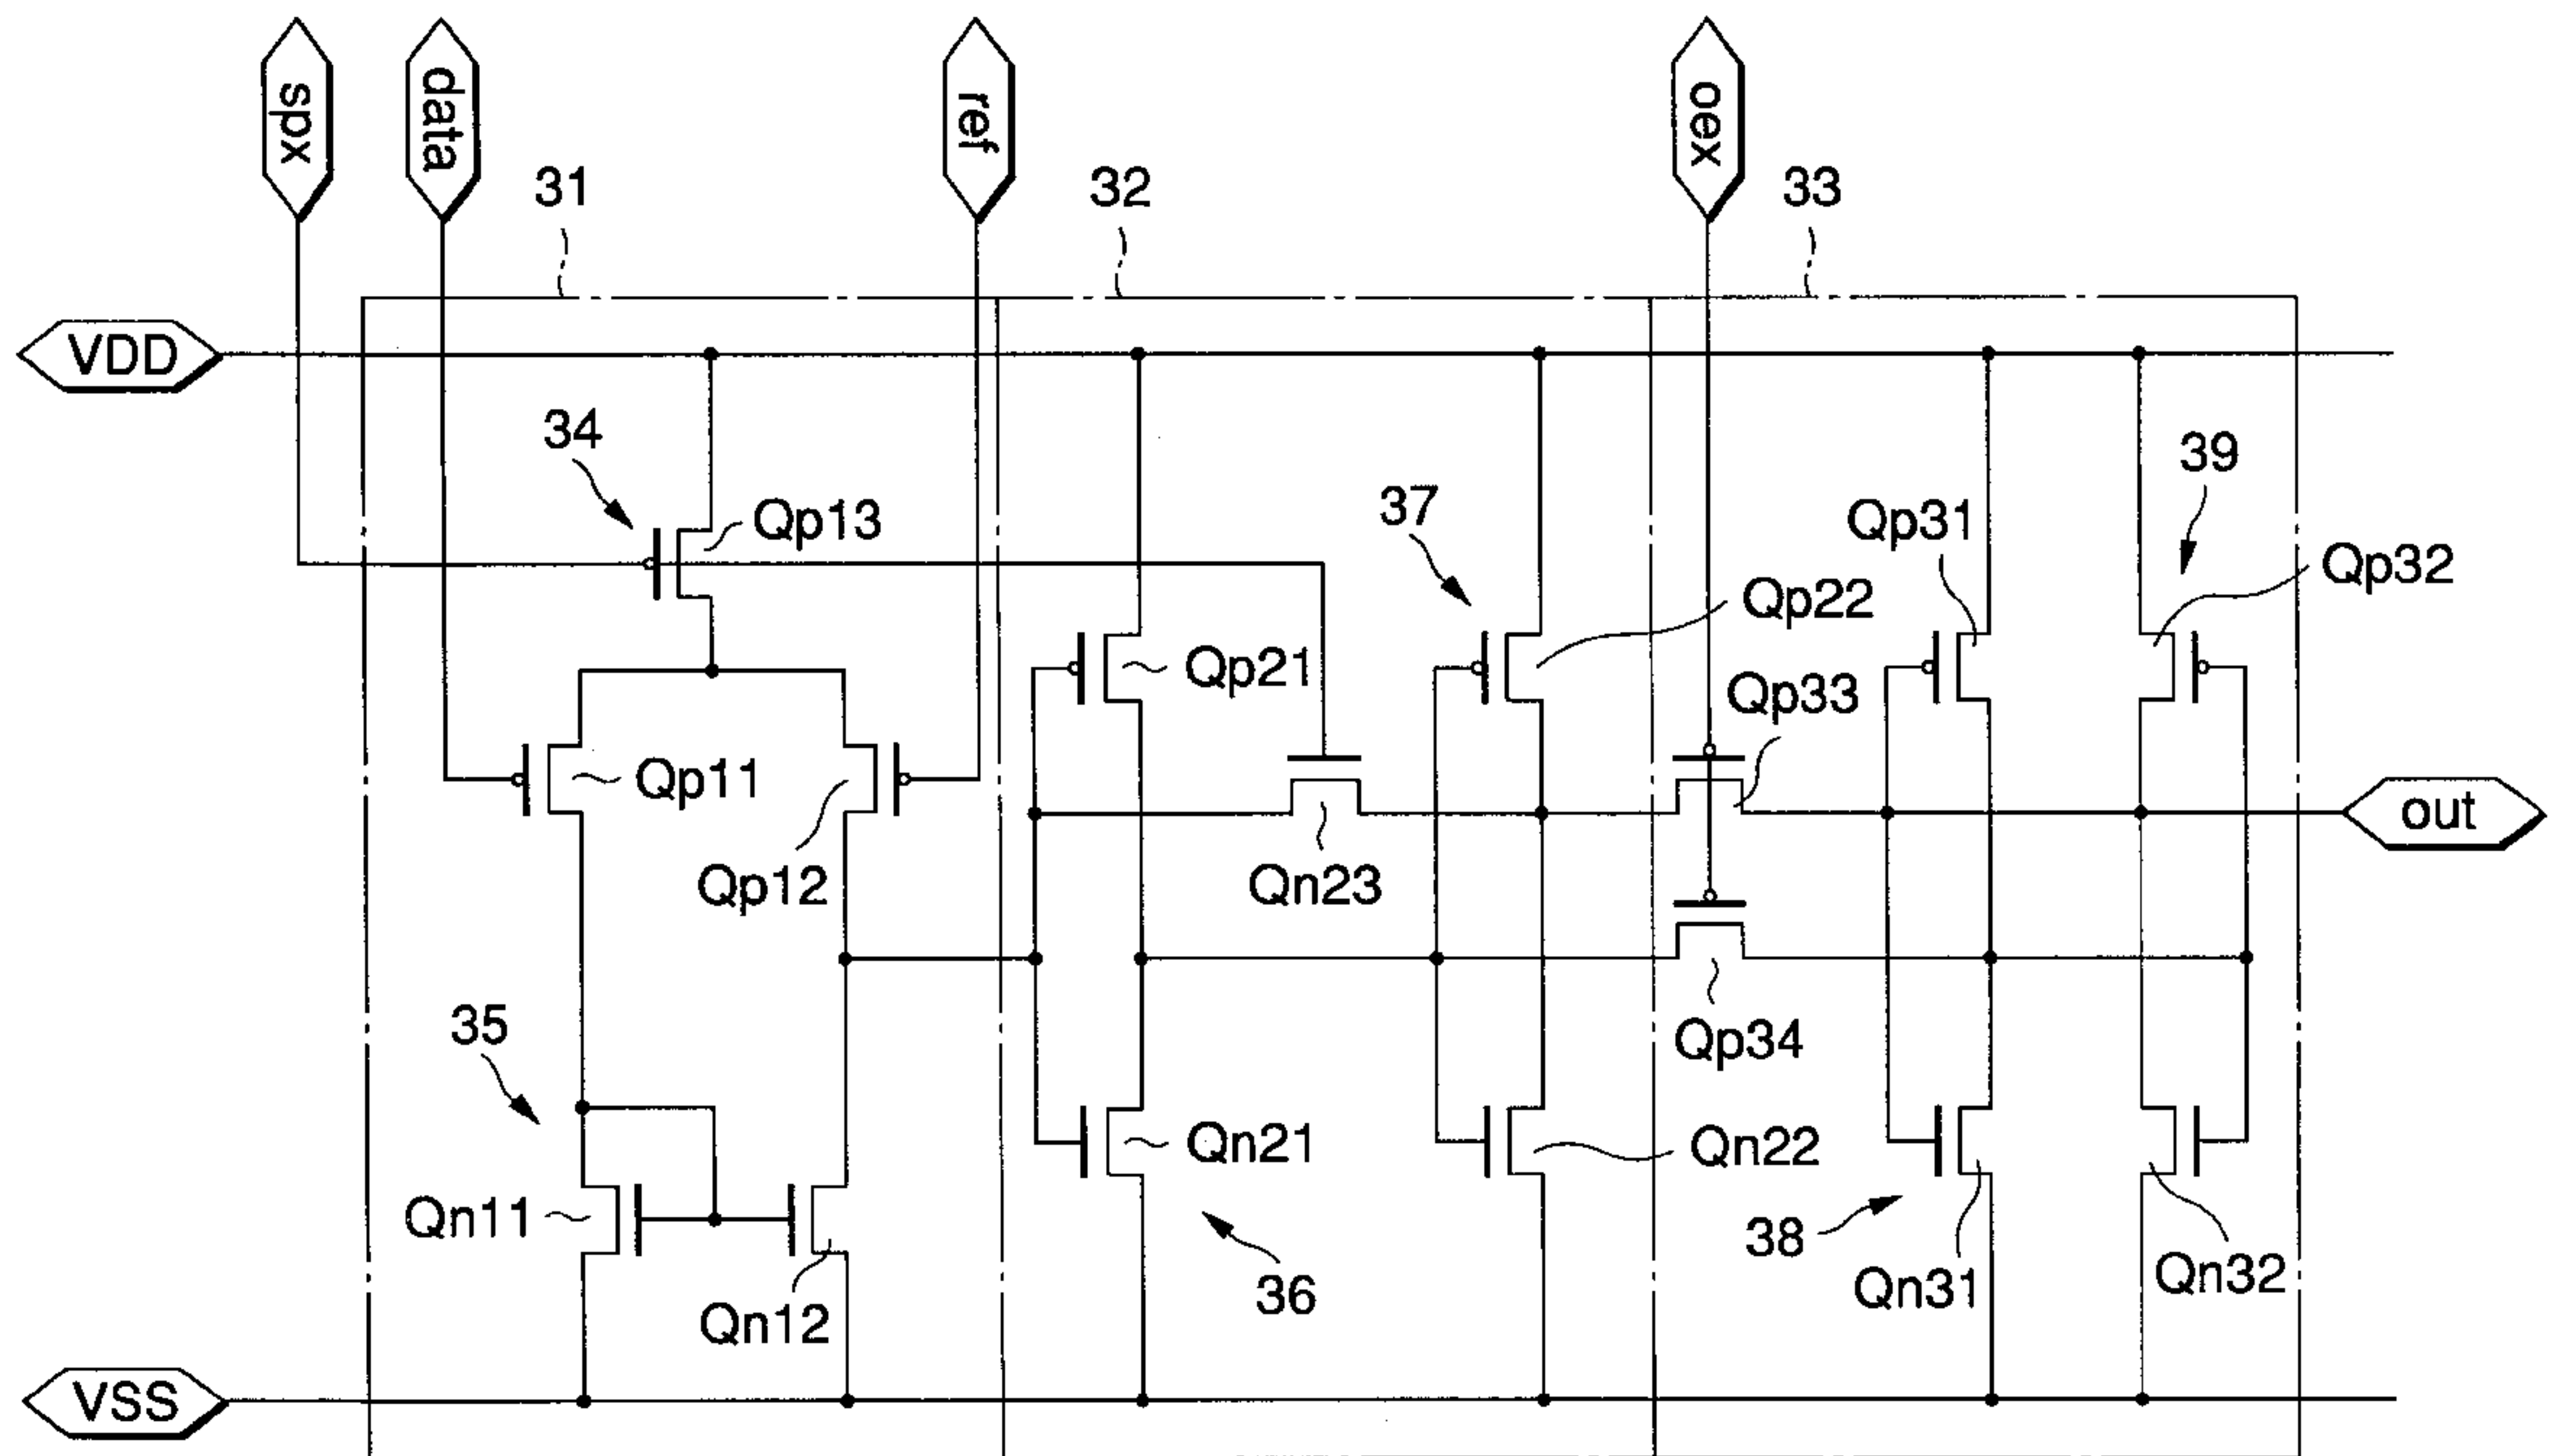 spx
data
ref
oex
31
32
33
VDD
34
Qp13
37
Qp31
39
Qp32
Qp22
Qp21
Qp33
Qp11
out
Qp12
Qn23
35
Qp34
Qn21
Qn22
Qn11
38
36
Qn31
Qn32
Qn12
VSS